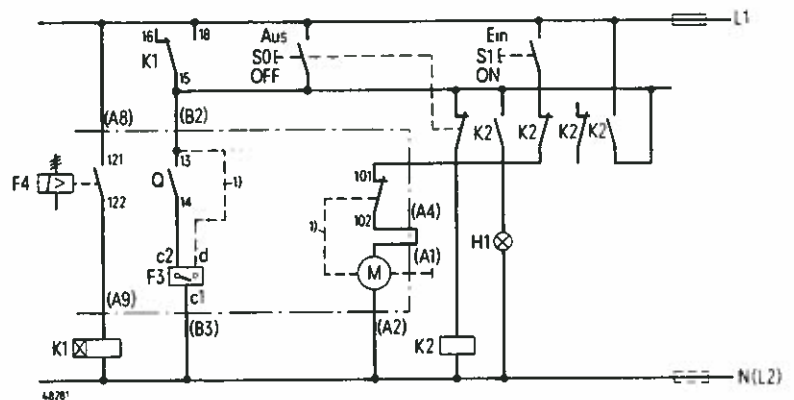 L1
16
18
K1
15
Aus
S0
OFF
Ein
S1
ON
(A8)
(B2)
K2
K2
K2
K2
F4
121
122
Q
13
14
1)
101
102
1)
(A4)
(A1)
M
H1
c2
d
F3
c1
(A9)
(B3)
(A2)
K1
K2
N(L2)
48281